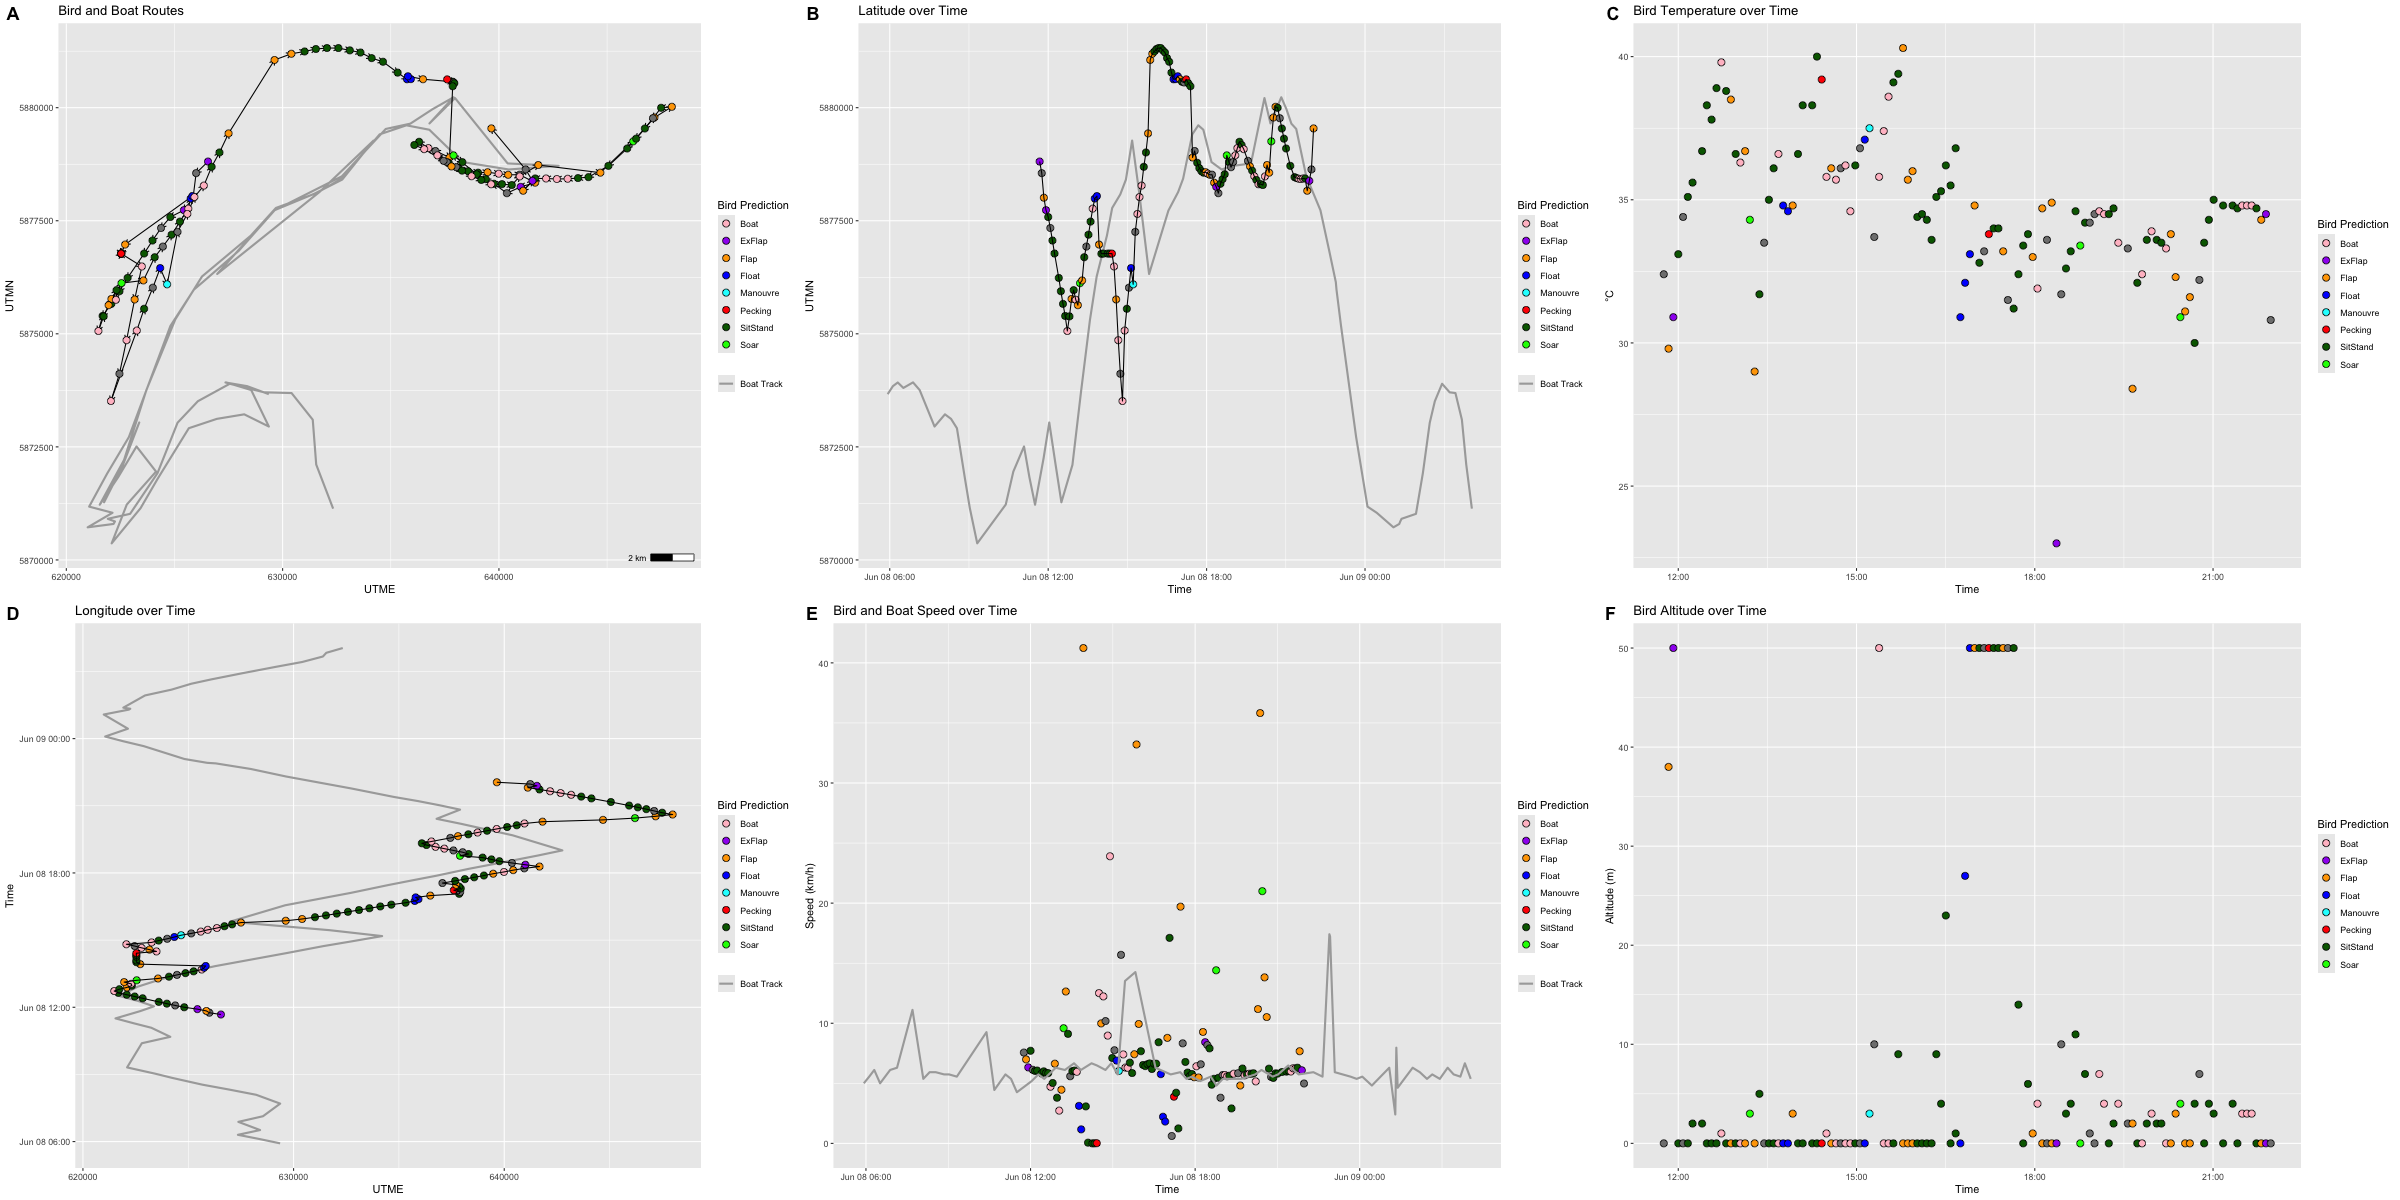 A Bird and Boat Routes
UTMN
5880000
5877500
5875000
5872500
5870000
620000 630000 640000
UTME
2 km
Bird Prediction
Boat
ExFlap
Flap
Float
Manouvre
Pecking
SitStand
Soar
Boat Track
B Latitude over Time
UTMN
5880000
5877500
5875000
5872500
5870000
Jun 08 06:00 Jun 08 12:00 Jun 08 18:00 Jun 09 00:00
Time
Bird Prediction
Boat
ExFlap
Flap
Float
Manouvre
Pecking
SitStand
Soar
Boat Track
C Bird Temperature over Time
°C
40
35
30
25
12:00 15:00 18:00 21:00
Time
Bird Prediction
Boat
ExFlap
Flap
Float
Manouvre
Pecking
SitStand
Soar
D Longitude over Time
Time
Jun 09 00:00
Jun 08 18:00
Jun 08 12:00
Jun 08 06:00
620000 630000 640000
UTME
Bird Prediction
Boat
ExFlap
Flap
Float
Manouvre
Pecking
SitStand
Soar
Boat Track
E Bird and Boat Speed over Time
Speed (km/h)
40
30
20
10
0
Jun 08 06:00 Jun 08 12:00 Jun 08 18:00 Jun 09 00:00
Time
Bird Prediction
Boat
ExFlap
Flap
Float
Manouvre
Pecking
SitStand
Soar
Boat Track
F Bird Altitude over Time
Altitude (m)
50
40
30
20
10
0
12:00 15:00 18:00 21:00
Time
Bird Prediction
Boat
ExFlap
Flap
Float
Manouvre
Pecking
SitStand
Soar